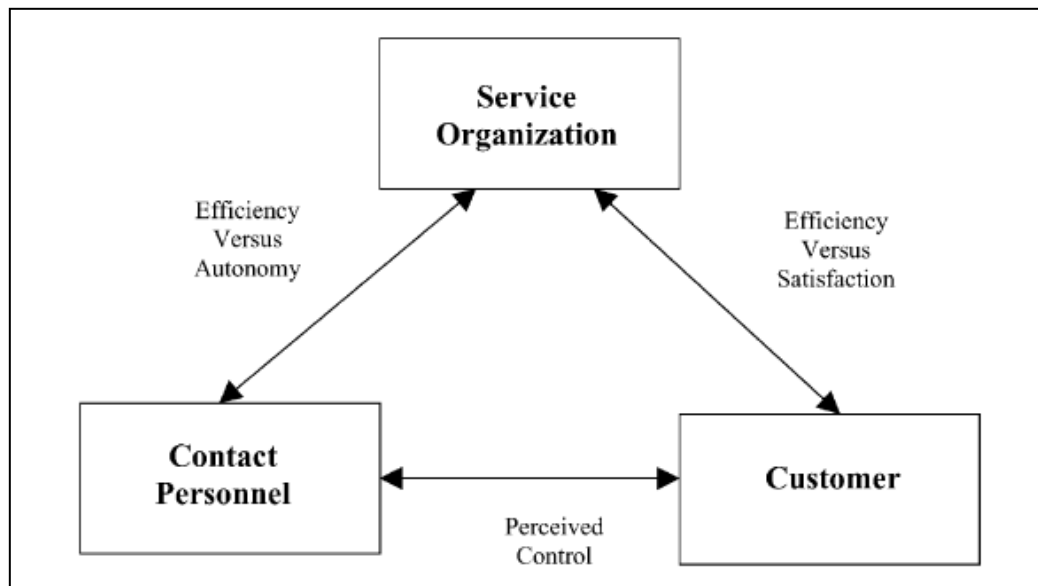 Service
Organization
Efficiency
Versus
Autonomy
Efficiency
Versus
Satisfaction
Contact
Personnel
Customer
Perceived
Control